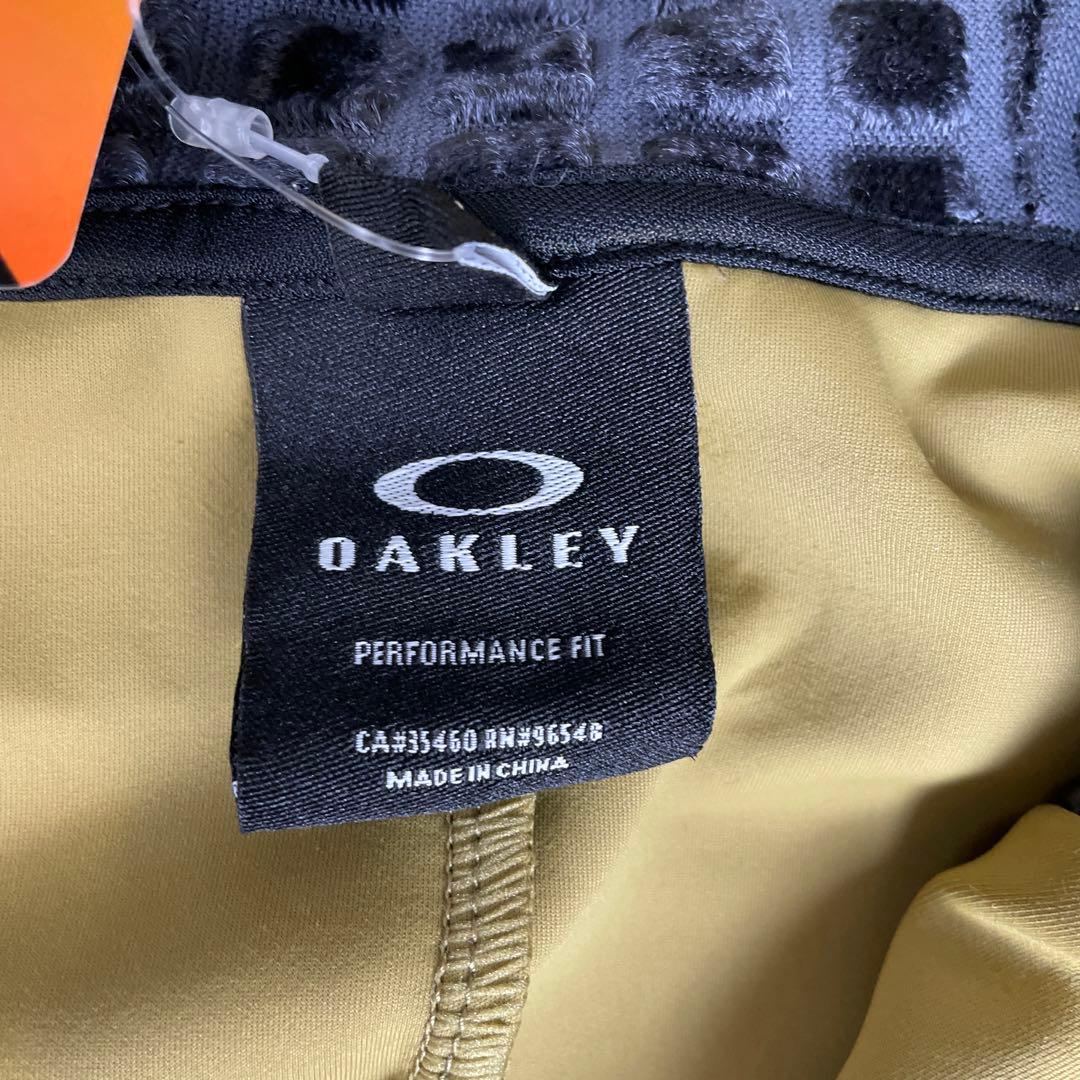 OAKLEY
PERFORMANCE FIT
CA#35460 RN#96548
MADE IN CHINA